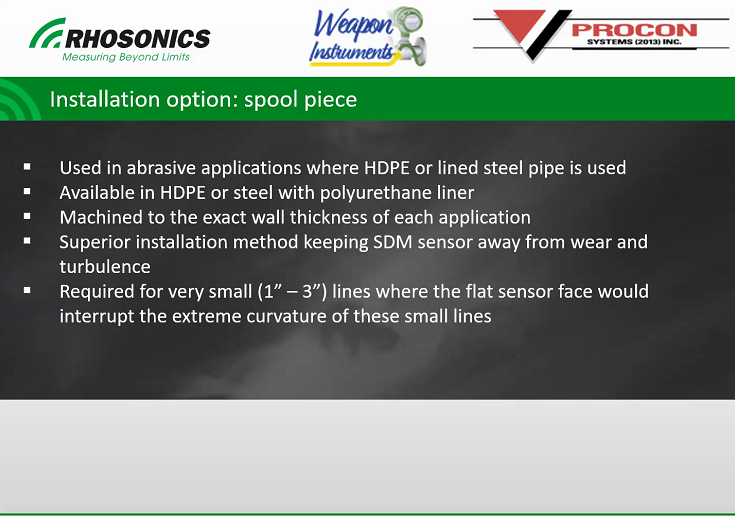 RHOSONICS
Measuring Beyond Limits
Weapon
Instruments
PROCON
SYSTEMS (2013) INC.
Installation option: spool piece
▪ Used in abrasive applications where HDPE or lined steel pipe is used
▪ Available in HDPE or steel with polyurethane liner
▪ Machined to the exact wall thickness of each application
▪ Superior installation method keeping SDM sensor away from wear and
turbulence
▪ Required for very small (1” – 3”) lines where the flat sensor face would
interrupt the extreme curvature of these small lines